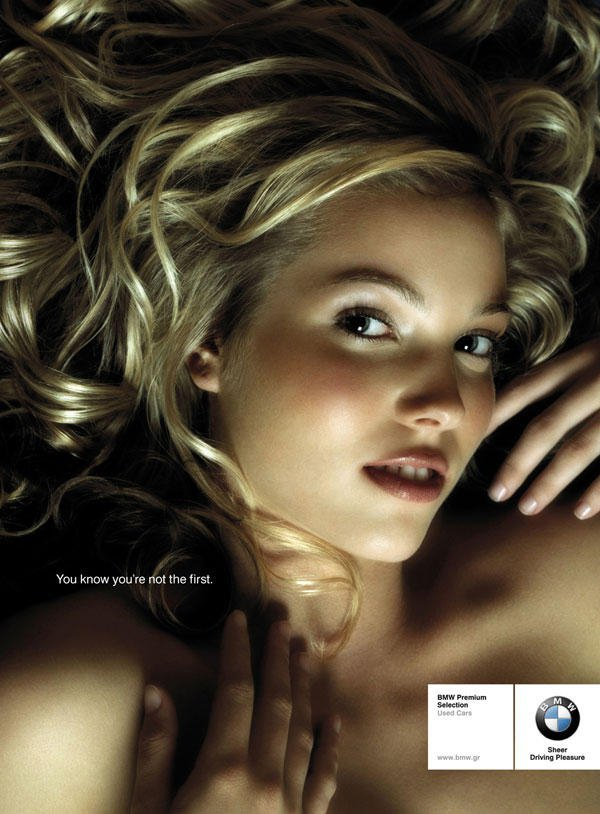 You know you're not the first.
BMW Premium
Selection
Used Cars
www.bmw.gr
BMW
Sheer
Driving Pleasure